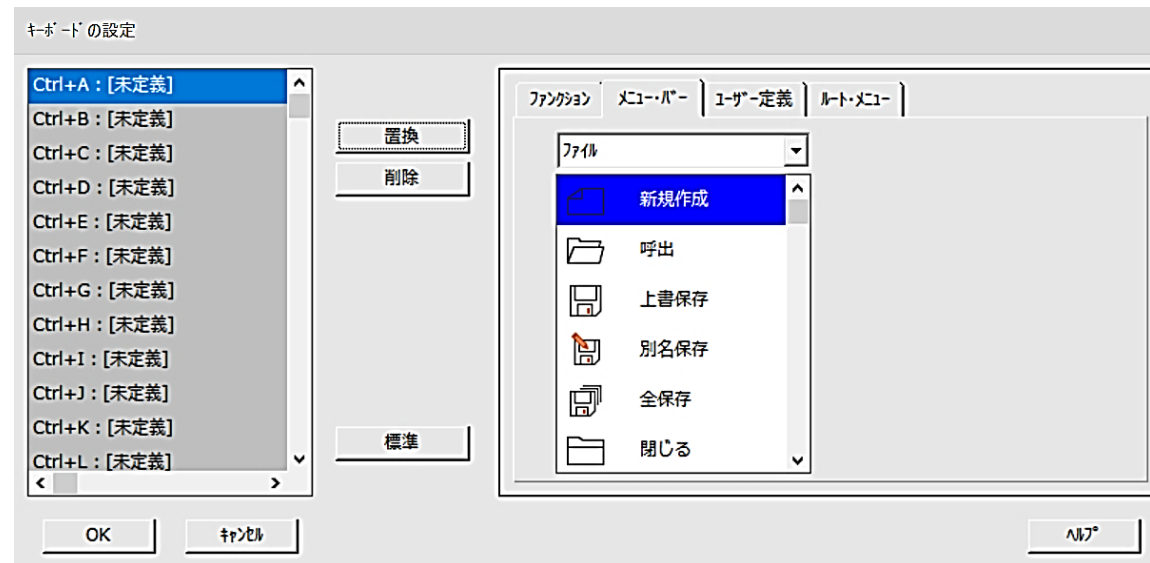 ｷｰﾎﾞｰﾄﾞの設定
Ctrl+A : [未定義]
Ctrl+B : [未定義]
Ctrl+C : [未定義]
Ctrl+D : [未定義]
Ctrl+E : [未定義]
Ctrl+F : [未定義]
Ctrl+G : [未定義]
Ctrl+H : [未定義]
Ctrl+I : [未定義]
Ctrl+J : [未定義]
Ctrl+K : [未定義]
Ctrl+L : [未定義]
置換
削除
標準
ﾌｧﾝｸｼｮﾝ ﾒﾆｭｰ・ﾊﾞｰ ﾕｰｻﾞｰ定義 ﾙｰﾄ・ﾒﾆｭｰ
ﾌｧｲﾙ
新規作成
呼出
上書保存
別名保存
全保存
閉じる
OK ｷｬﾝｾﾙ ﾍﾙﾌﾟ